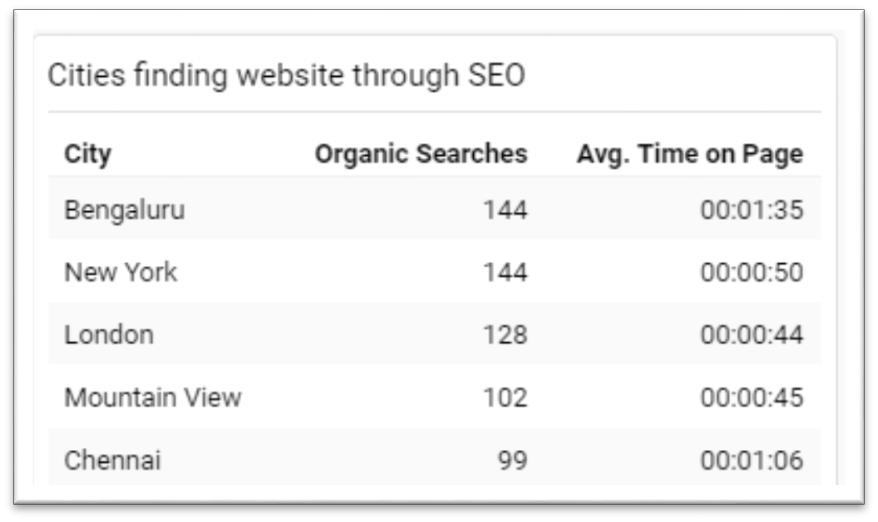 Cities finding website through SEO
City Organic Searches Avg. Time on Page
Bengaluru 144 00:01:35
New York 144 00:00:50
London 128 00:00:44
Mountain View 102 00:00:45
Chennai 99 00:01:06